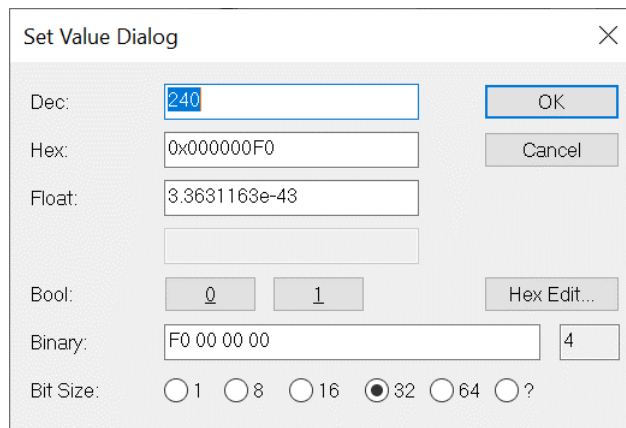 Set Value Dialog
Dec: 240 OK
Hex: 0x000000F0 Cancel
Float: 3.3631163e-43
Bool: 0 1 Hex Edit...
Binary: F0 00 00 00 4
Bit Size: 1 8 16 32 64 ?